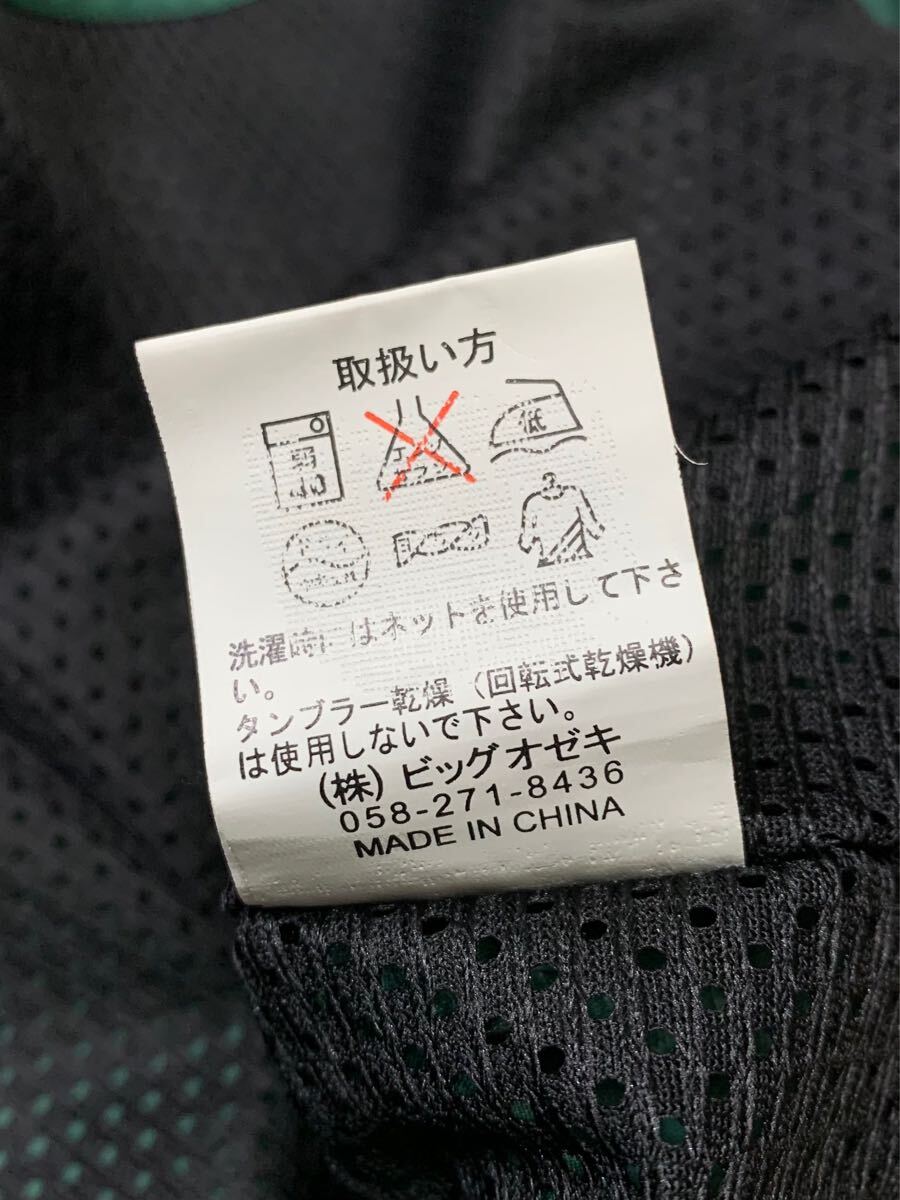 取扱い方
弱
40
低
洗濯時にはネットを使用して下さ
い。
タンブラー乾燥（回転式乾燥機）
は使用しないで下さい。
(株) ビッグオゼキ
058-271-8436
MADE IN CHINA